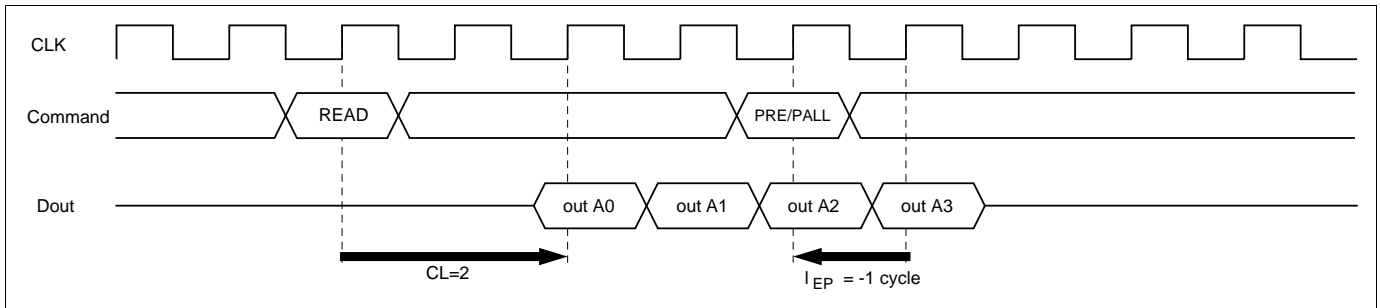 CLK
Command
READ
PRE/PALL
Dout
out A0
out A1
out A2
out A3
CL=2
l EP = -1 cycle